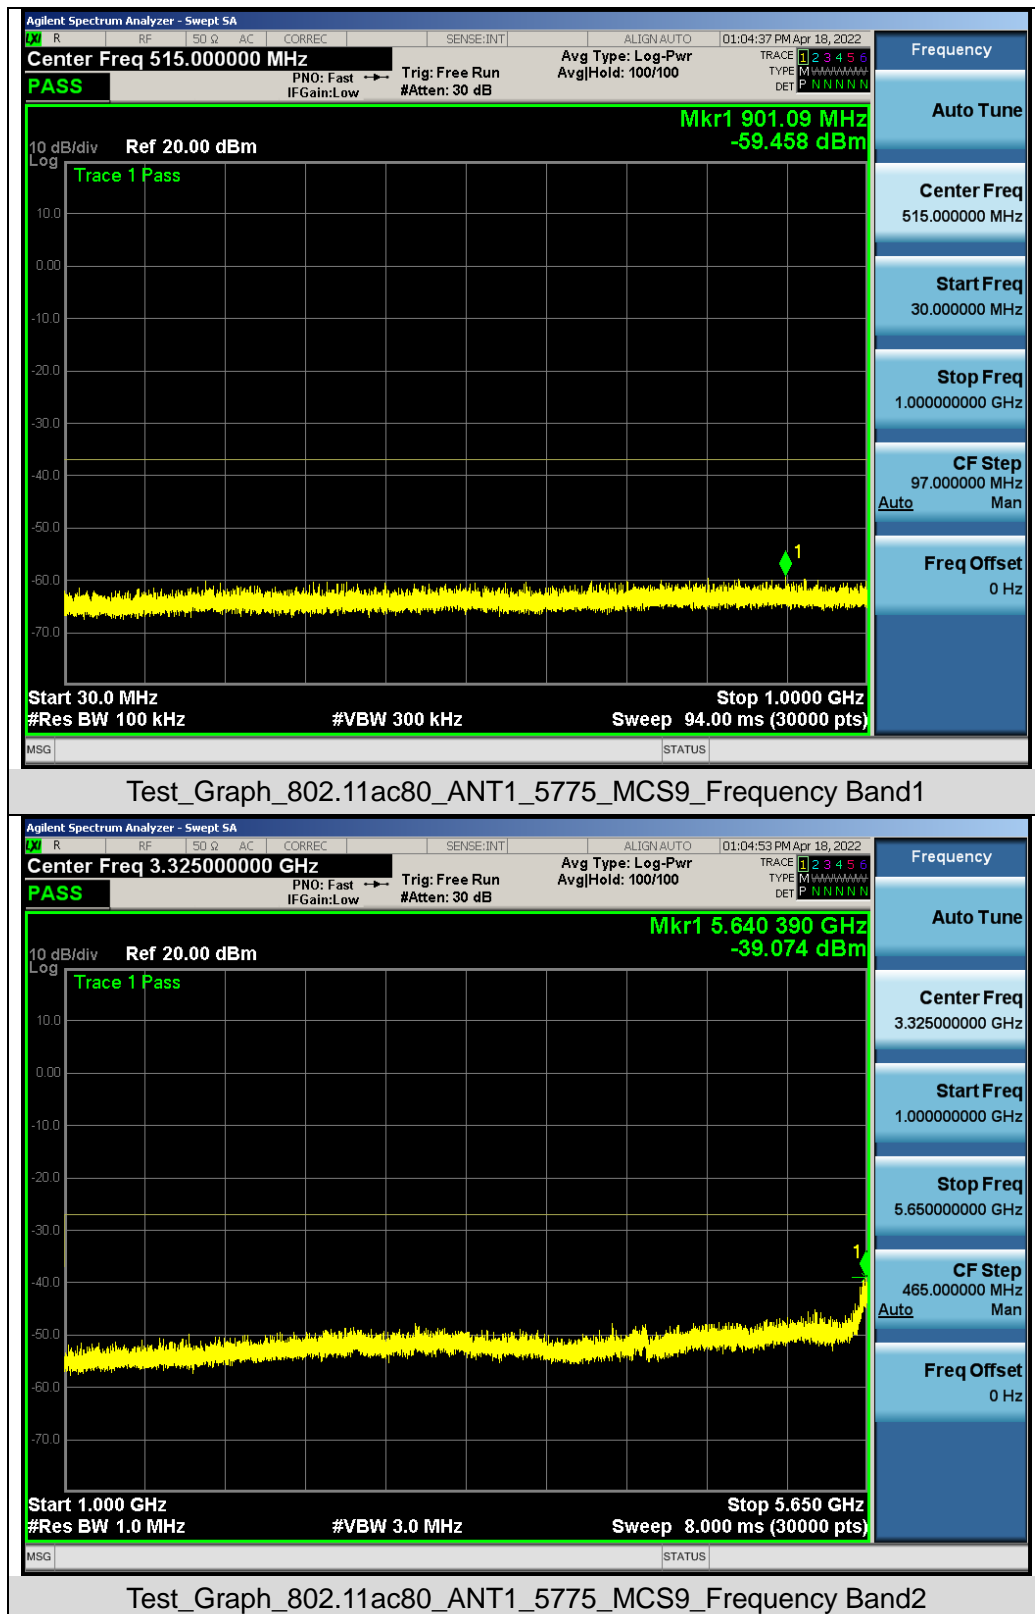 Agilent Spectrum Analyzer - Swept SA
LXI R RF 50 Ω AC CORREC SENSE:INT ALIGN AUTO 01:04:37 PM Apr 18, 2022
Center Freq 515.000000 MHz
PASS
PNO: Fast
IFGain:Low
Trig: Free Run
#Atten: 30 dB
Avg Type: Log-Pwr
Avg|Hold: 100/100
TRACE 1 2 3 4 5 6
TYPE M WWWWW
DET P N N N N N
Mkr1 901.09 MHz
-59.458 dBm
10 dB/div Ref 20.00 dBm
Log
Trace 1 Pass
10.0
0.00
-10.0
-20.0
-30.0
-40.0
-50.0
-60.0
-70.0
1
Start 30.0 MHz Stop 1.0000 GHz
#Res BW 100 kHz #VBW 300 kHz Sweep 94.00 ms (30000 pts)
MSG STATUS
Frequency
Auto Tune
Center Freq
515.000000 MHz
Start Freq
30.000000 MHz
Stop Freq
1.000000000 GHz
CF Step
97.000000 MHz
Auto Man
Freq Offset
0 Hz
Test_Graph_802.11ac80_ANT1_5775_MCS9_Frequency Band1
Agilent Spectrum Analyzer - Swept SA
LXI R RF 50 Ω AC CORREC SENSE:INT ALIGN AUTO 01:04:53 PM Apr 18, 2022
Center Freq 3.325000000 GHz
PASS
PNO: Fast
IFGain:Low
Trig: Free Run
#Atten: 30 dB
Avg Type: Log-Pwr
Avg|Hold: 100/100
TRACE 1 2 3 4 5 6
TYPE M WWWWW
DET P N N N N N
Mkr1 5.640 390 GHz
-39.074 dBm
10 dB/div Ref 20.00 dBm
Log
Trace 1 Pass
10.0
0.00
-10.0
-20.0
-30.0
-40.0
-50.0
-60.0
-70.0
1
Start 1.000 GHz Stop 5.650 GHz
#Res BW 1.0 MHz #VBW 3.0 MHz Sweep 8.000 ms (30000 pts)
MSG STATUS
Frequency
Auto Tune
Center Freq
3.325000000 GHz
Start Freq
1.000000000 GHz
Stop Freq
5.650000000 GHz
CF Step
465.000000 MHz
Auto Man
Freq Offset
0 Hz
Test_Graph_802.11ac80_ANT1_5775_MCS9_Frequency Band2